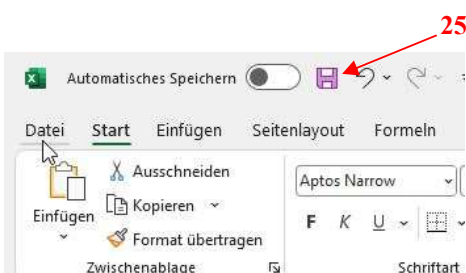 25
Automatisches Speichern
Datei Start Einfügen Seitenlayout Formeln
Ausschneiden
Aptos Narrow
Kopieren
Einfügen
F K U
Format übertragen
Zwischenablage Schriftart